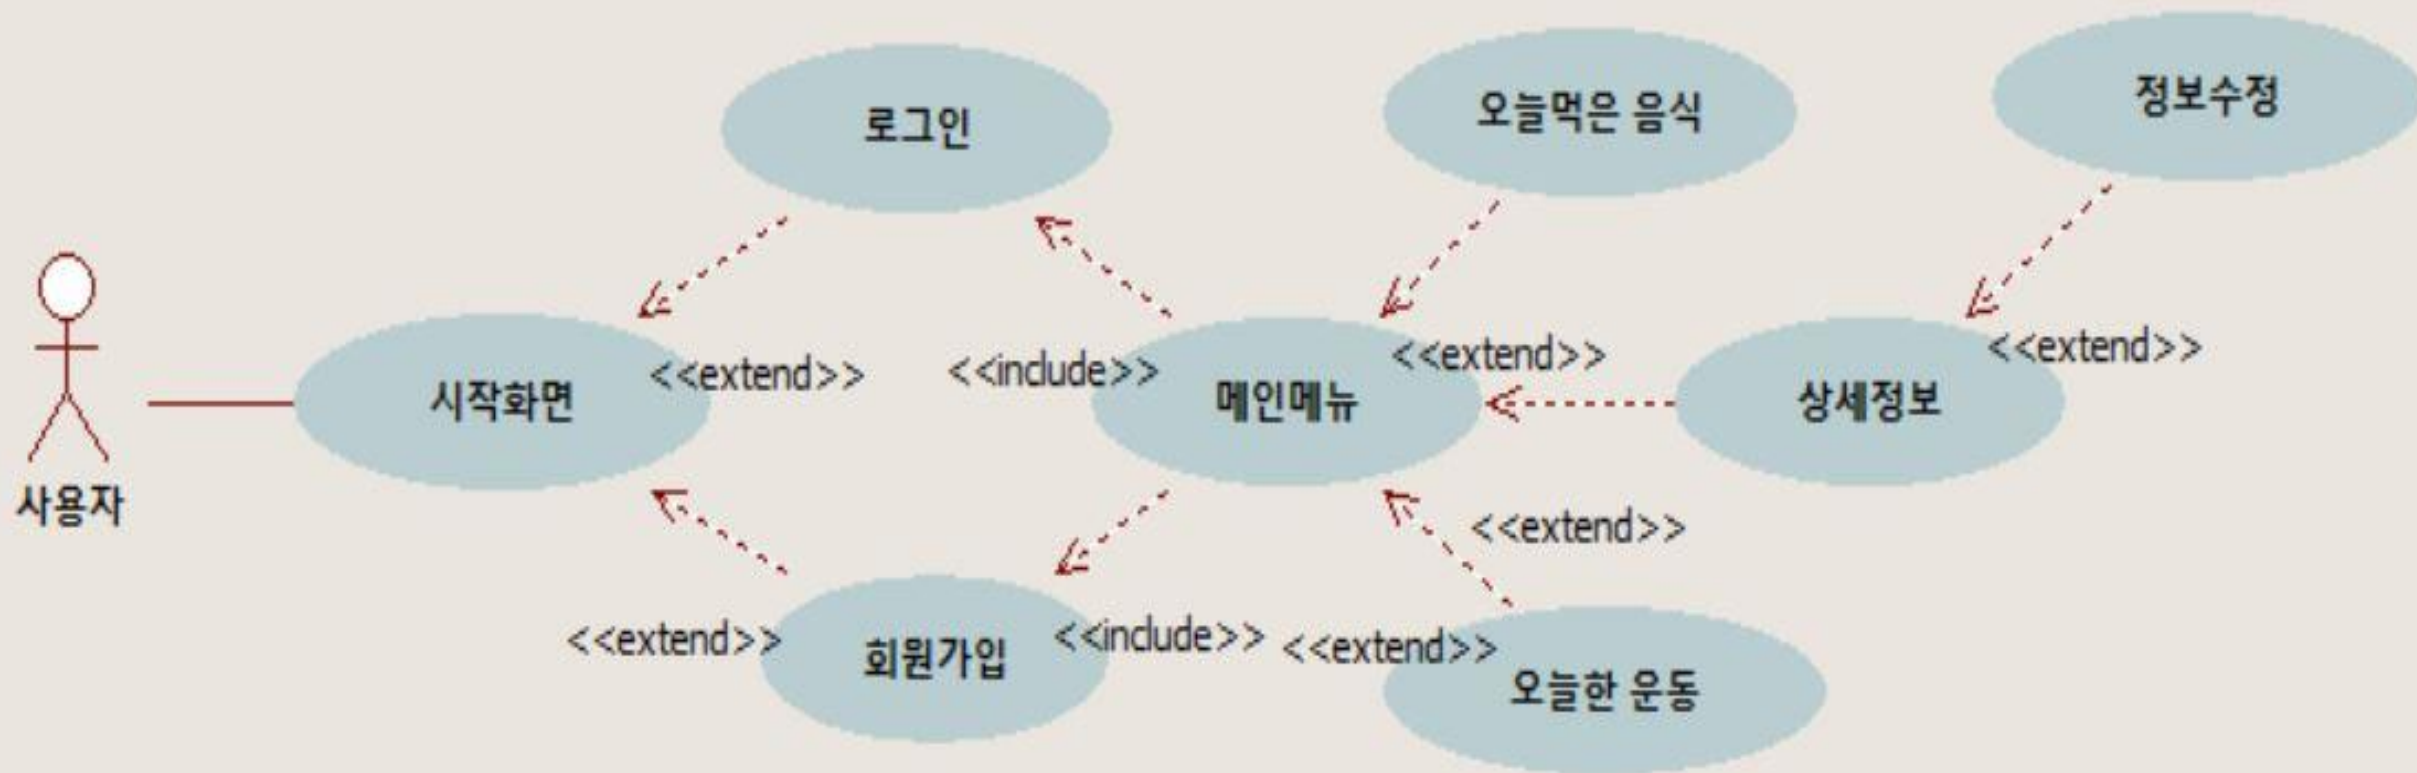 로그인
오늘먹은 음식
정보수정
시작화면
<<extend>>
<<include>>
메인메뉴
<<extend>>
상세정보
<<extend>>
사용자
<<extend>>
<<extend>>
회원가입
<<include>>
<<extend>>
오늘한 운동